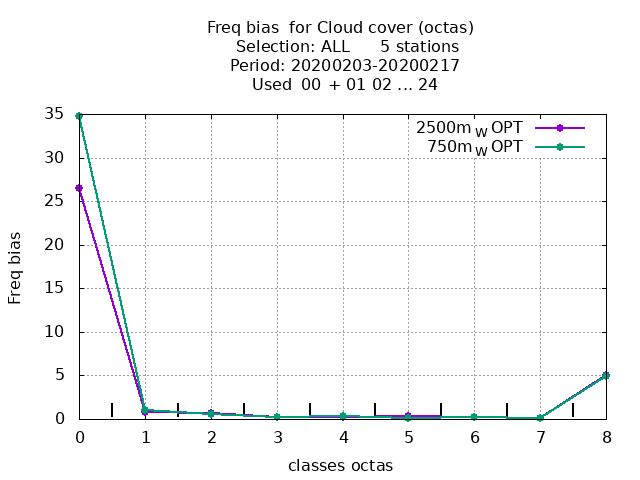 Freq bias  for Cloud cover (octas)
Selection: ALL      5 stations
Period: 20200203-20200217
Used  00 + 01 02 ... 24
2500m W OPT
750m W OPT
35
30
25
20
15
10
5
0
Freq bias
0 1 2 3 4 5 6 7 8
classes octas